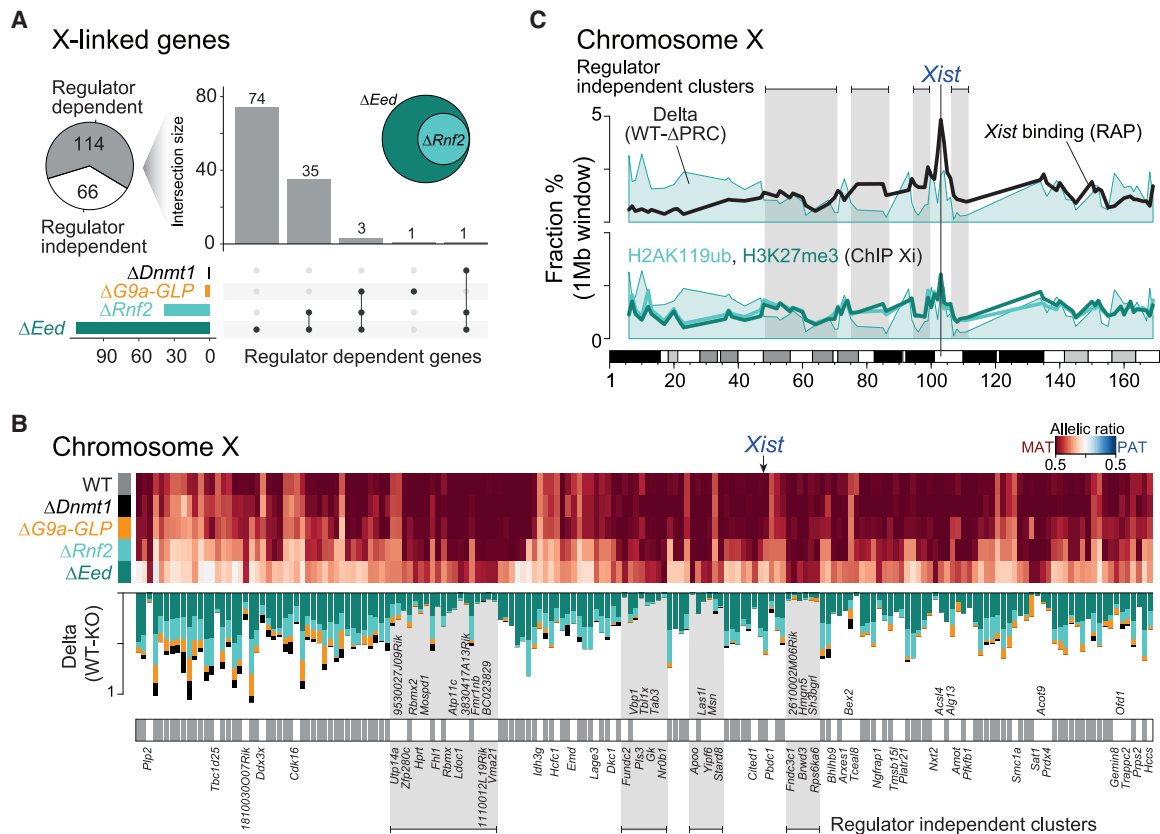 A
X-linked genes
Regulator
dependent
114
66
Regulator
independent
Intersection size
80
40
0
74
35
3
1
1
ΔEed
ΔRnf2
ΔDnmt1
ΔG9a-GLP
ΔRnf2
ΔEed
90 60 30 0
Regulator dependent genes
C
Chromosome X
Regulator
independent clusters
Xist
Delta
(WT-ΔPRC)
Xist binding (RAP)
5
Fraction %
(1Mb window)
H2AK119ub, H3K27me3 (ChIP Xi)
0
1 20 40 60 80 100 120 140 160
B
Chromosome X
Xist
Allelic ratio
MAT PAT
0.5 0.5
WT
ΔDnmt1
ΔG9a-GLP
ΔRnf2
ΔEed
Delta
(WT-KO)
1
9530027J09Rik
Rbmx2
Mospd1
Atp11c
3830417A13Rik
Fmr1nb
BC023829
Vbp1
Tbl1x
Tab3
Las1l
Msn
2610002M06Rik
Hmgn5
Sh3bgrl
Bex2
Acsl4
Alg13
Acot9
Ofd1
Plp2
Tbc1d25
1810030O07Rik
Ddx3x
Cdk16
Utp14a
Zfp280c
Hprt
Fhl1
Rbmx
Ldoc1
1110012L19Rik
Vma21
Idh3g
Hcfc1
Emd
Lage3
Dkc1
Fundc2
Pls3
Gk
Nr0b1
Apoo
Yipf6
Stard8
Cited1
Pbdc1
Fndc3c1
Brwd3
Rps6ka6
Bhlhb9
Arxes1
Tceal8
Ngfrap1
Tmsb15l
Platr21
Nxt2
Amot
Pfkfb1
Smc1a
Sat1
Prdx4
Gemin8
Trappc2
Prps2
Hccs
Regulator independent clusters